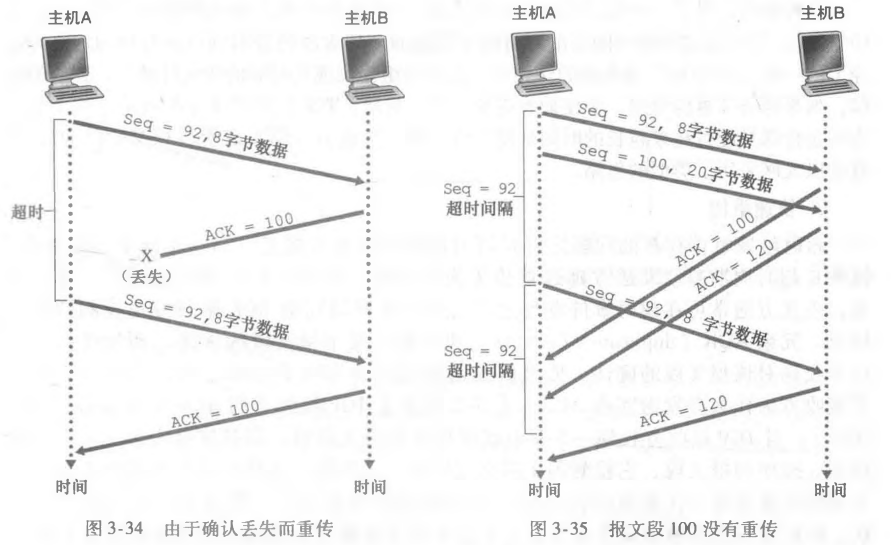 主机A
主机B
Seq = 92,8字节数据
超时
ACK = 100
X
(丢失)
Seq = 92,8字节数据
ACK = 100
时间
时间
图 3-34 由于确认丢失而重传
主机A
主机B
Seq = 92, 8字节数据
Seq = 100, 20字节数据
Seq = 92
超时间隔
ACK = 100
ACK = 120
Seq = 92,8 字节数据
Seq = 92
超时间隔
ACK = 120
时间
时间
图 3-35 报文段 100 没有重传